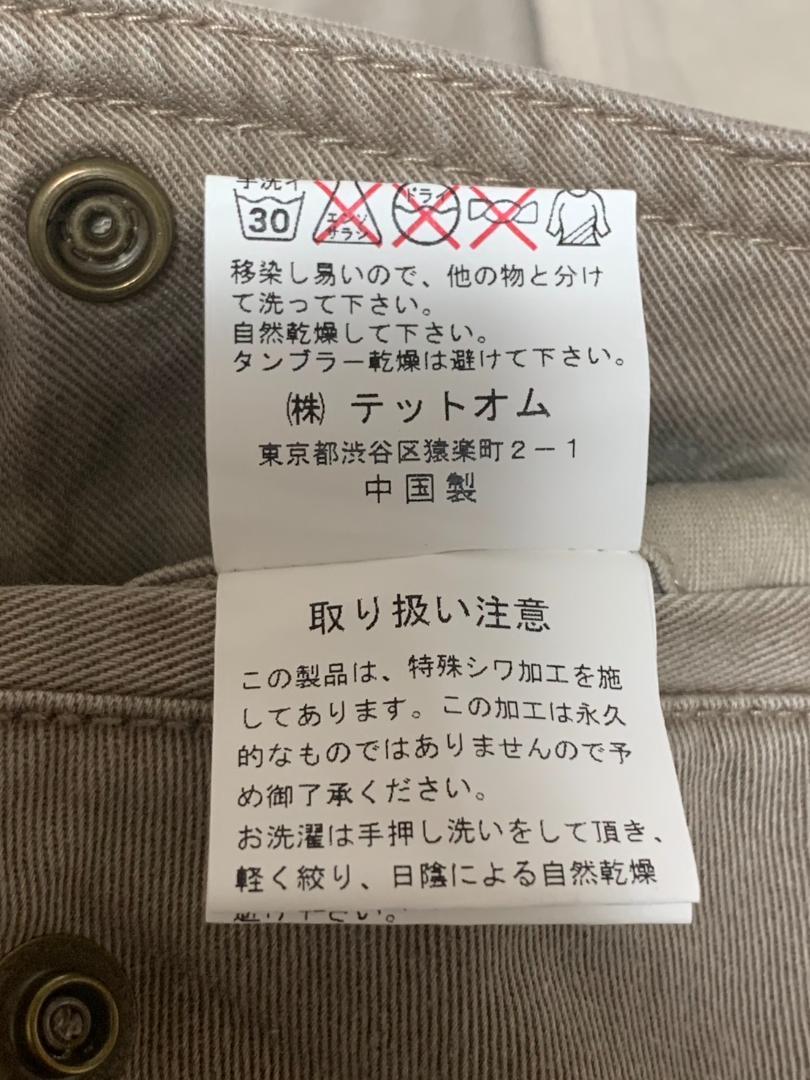 手洗イ
30 エンソ ドライ
サラシ
移染し易いので、他の物と分け
て洗って下さい。
自然乾燥して下さい。
タンブラー乾燥は避けて下さい。
㈱ テットオム
東京都渋谷区猿楽町2-1
中国製
取り扱い注意
この製品は、特殊シワ加工を施
してあります。この加工は永久
的なものではありませんので予
め御了承ください。
お洗濯は手押し洗いをして頂き、
軽く絞り、日陰による自然乾燥
避け下さい。